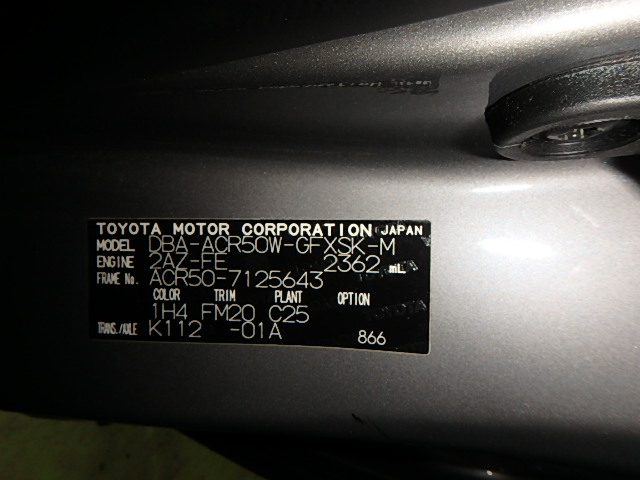 TOYOTA MOTOR CORPORATION JAPAN
MODEL DBA-ACR50W-GFXSK-M
ENGINE 2AZ-FE 2362 mL
FRAME No. ACR50-7125643
COLOR TRIM PLANT OPTION
1H4 FM20 C25
TRANS./AXLE K112 -01A 866